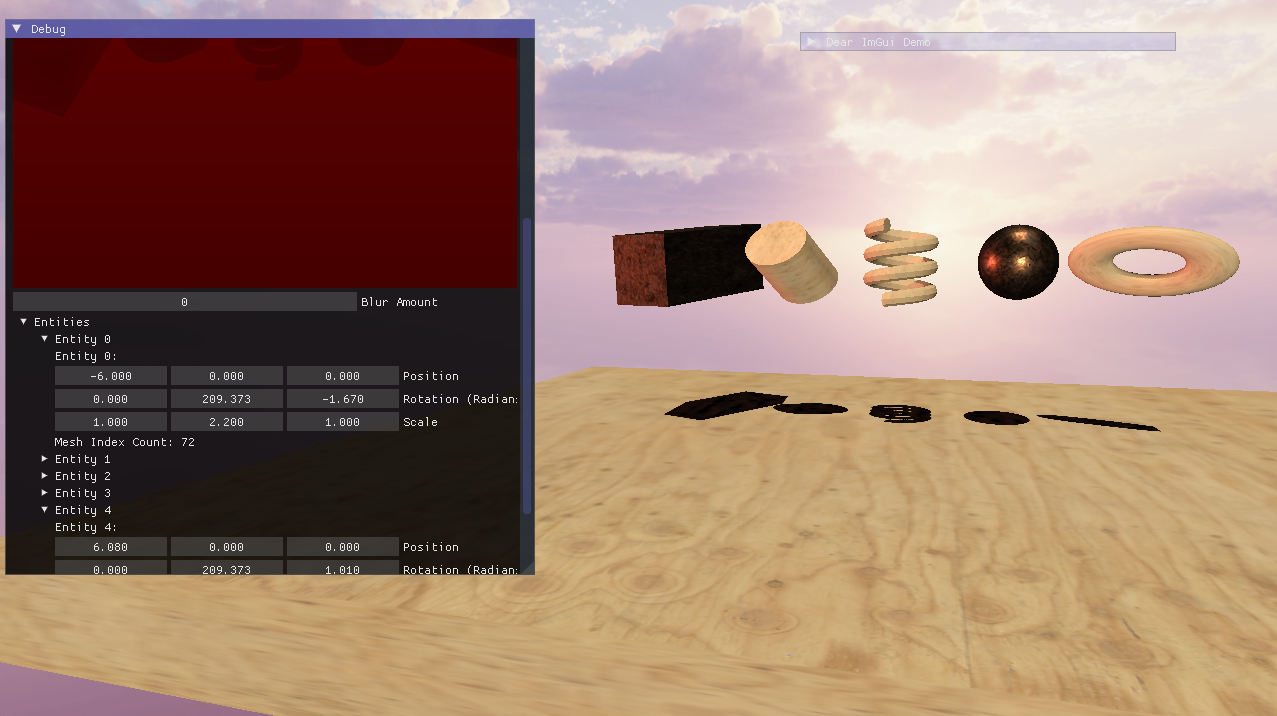 Debug
Dear ImGui Demo
0 Blur Amount
Entities
Entity 0
Entity 0:
-6.000 0.000 0.000 Position
0.000 209.373 -1.670 Rotation (Radian
1.000 2.200 1.000 Scale
Mesh Index Count: 72
Entity 1
Entity 2
Entity 3
Entity 4
Entity 4:
6.080 0.000 0.000 Position
0.000 209.373 1.010 Rotation (Radian